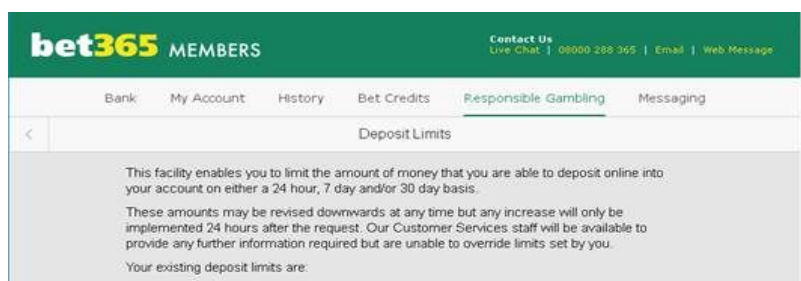 bet365 MEMBERS
Contact Us
Live Chat | 08000 288 365 | Email | Web Message
Bank My Account History Bet Credits Responsible Gambling Messaging
< Deposit Limits
This facility enables you to limit the amount of money that you are able to deposit online into
your account on either a 24 hour, 7 day and/or 30 day basis.
These amounts may be revised downwards at any time but any increase will only be
implemented 24 hours after the request. Our Customer Services staff will be available to
provide any further information required but are unable to override limits set by you.
Your existing deposit limits are: